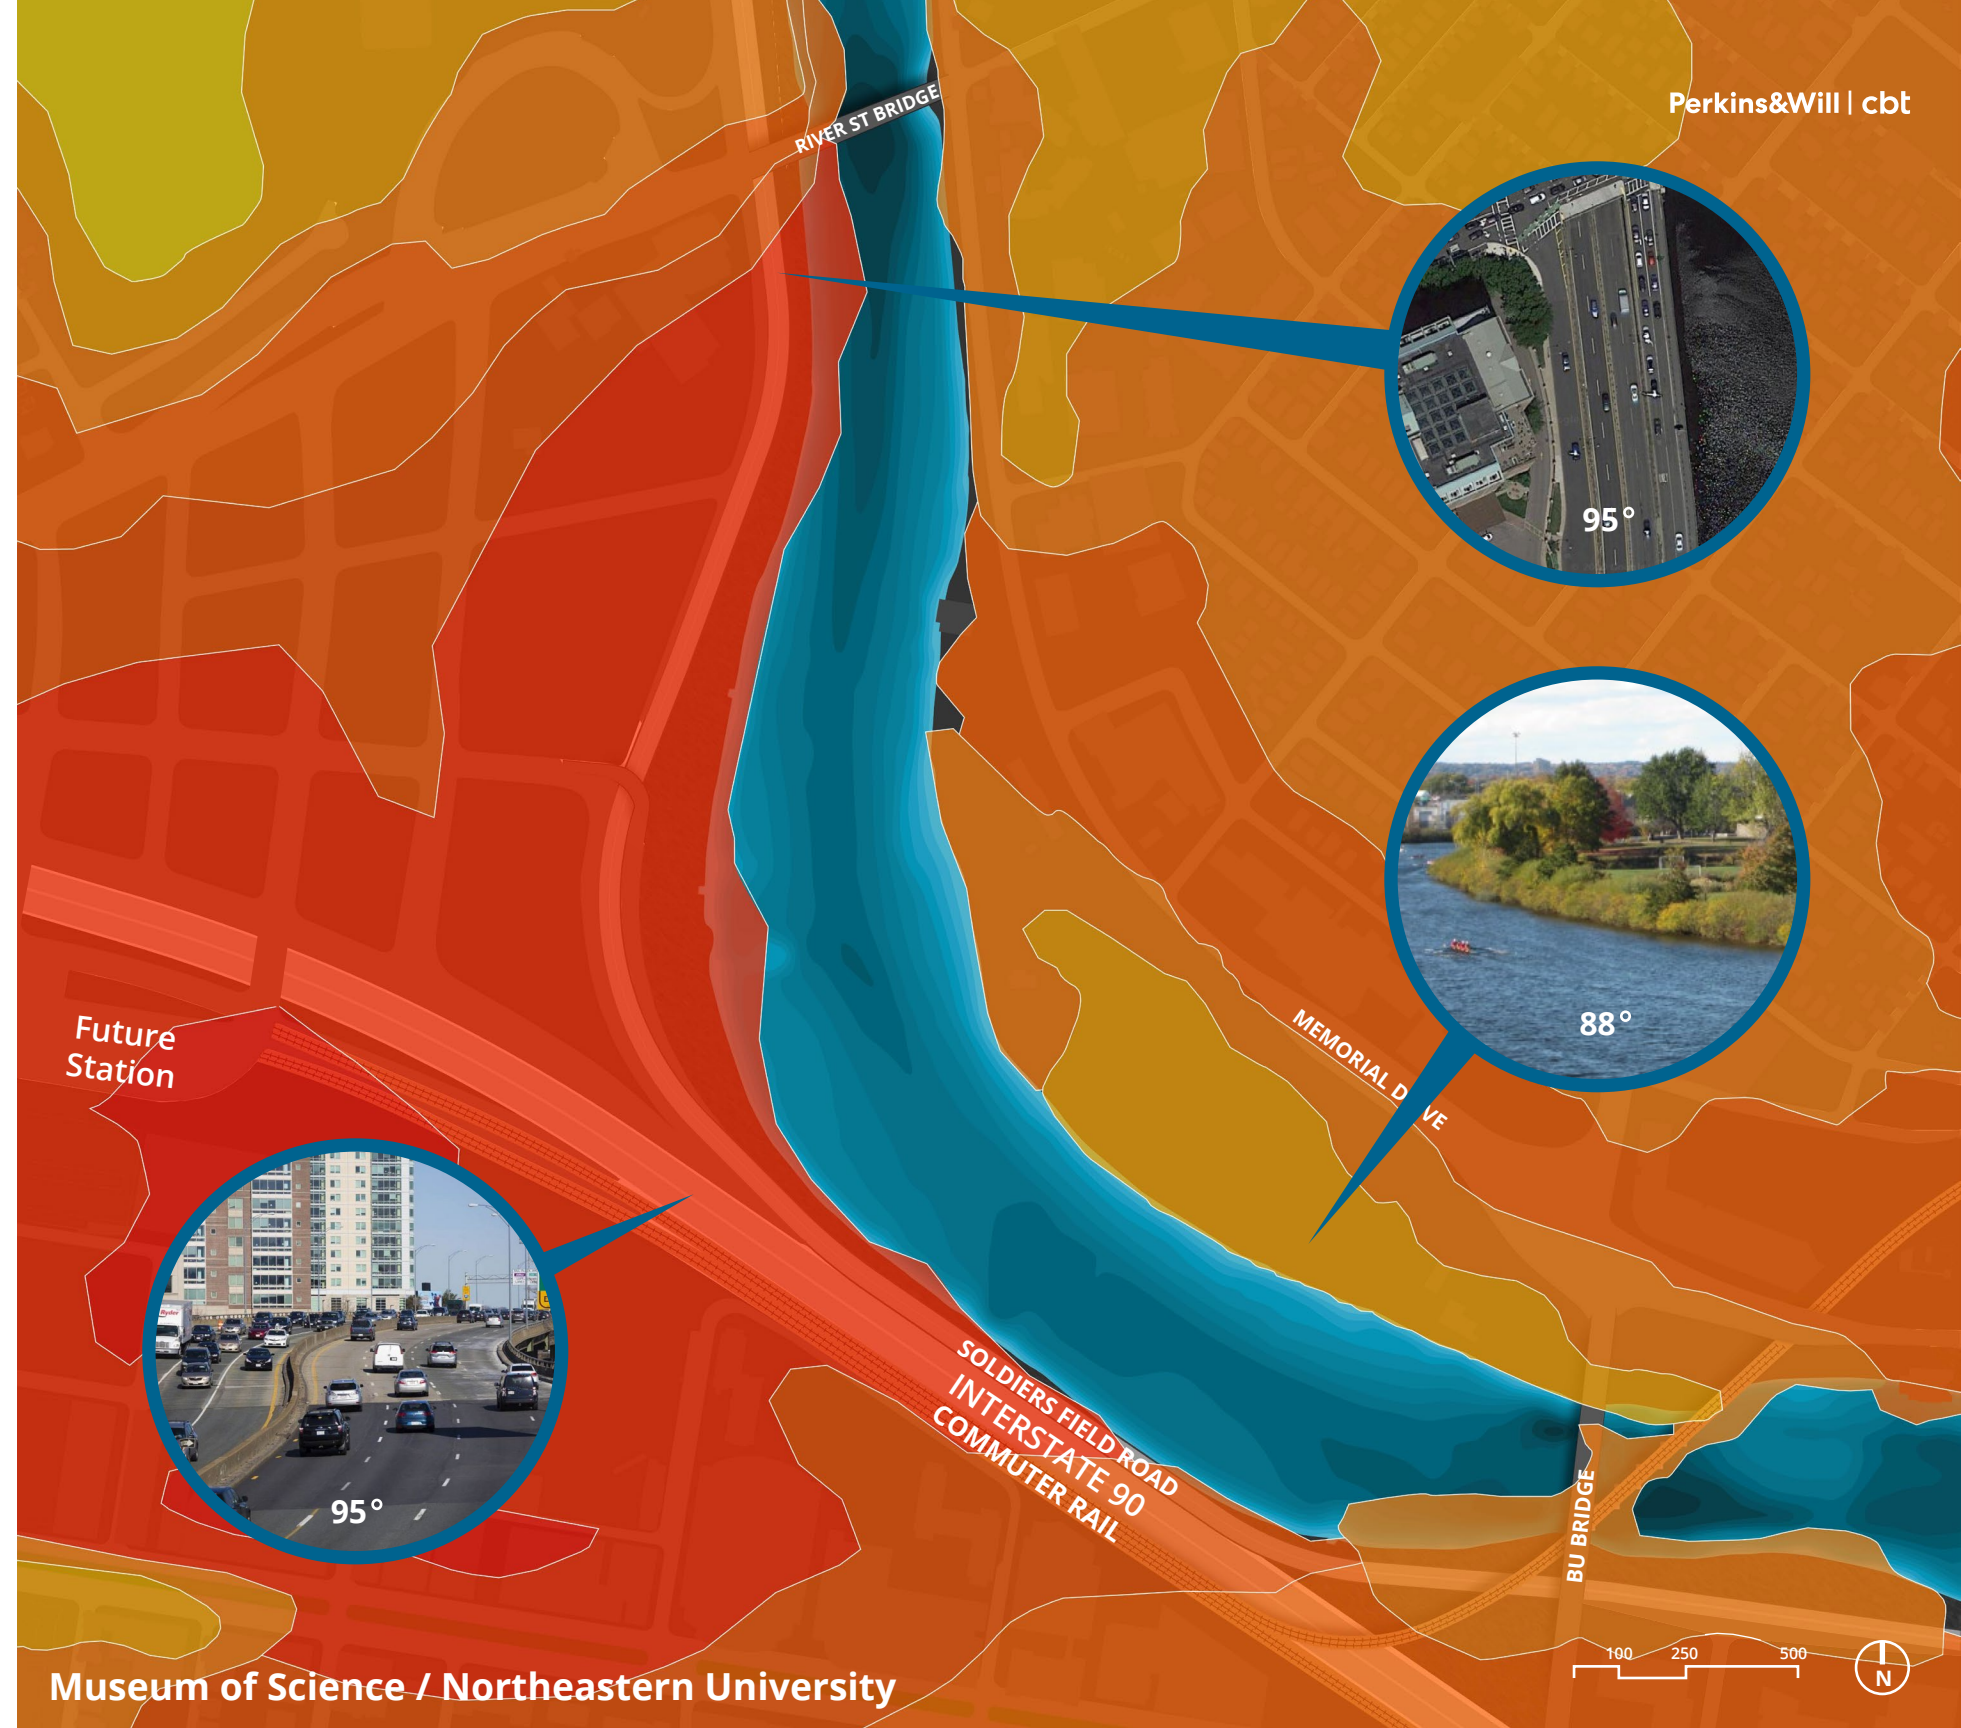 RIVER ST BRIDGE
Perkins&Will | cbt
95°
88°
MEMORIAL D VE
Future
Station
Ryder
95°
SOLDIERS FIELD ROAD
INTERSTATE 90
COMMUTER RAIL
BU BRIDGE
100 250 500
N
Museum of Science / Northeastern University